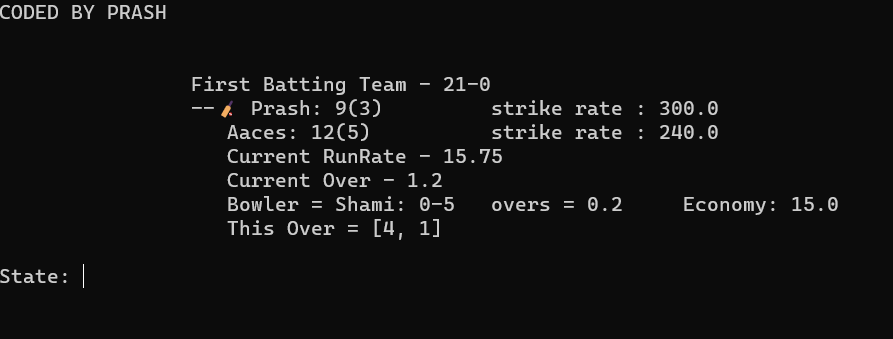 CODED BY PRASH
First Batting Team - 21-0
--🏏 Prash: 9(3) strike rate : 300.0
Aaces: 12(5) strike rate : 240.0
Current RunRate - 15.75
Current Over - 1.2
Bowler = Shami: 0-5 overs = 0.2 Economy: 15.0
This Over = [4, 1]
State: